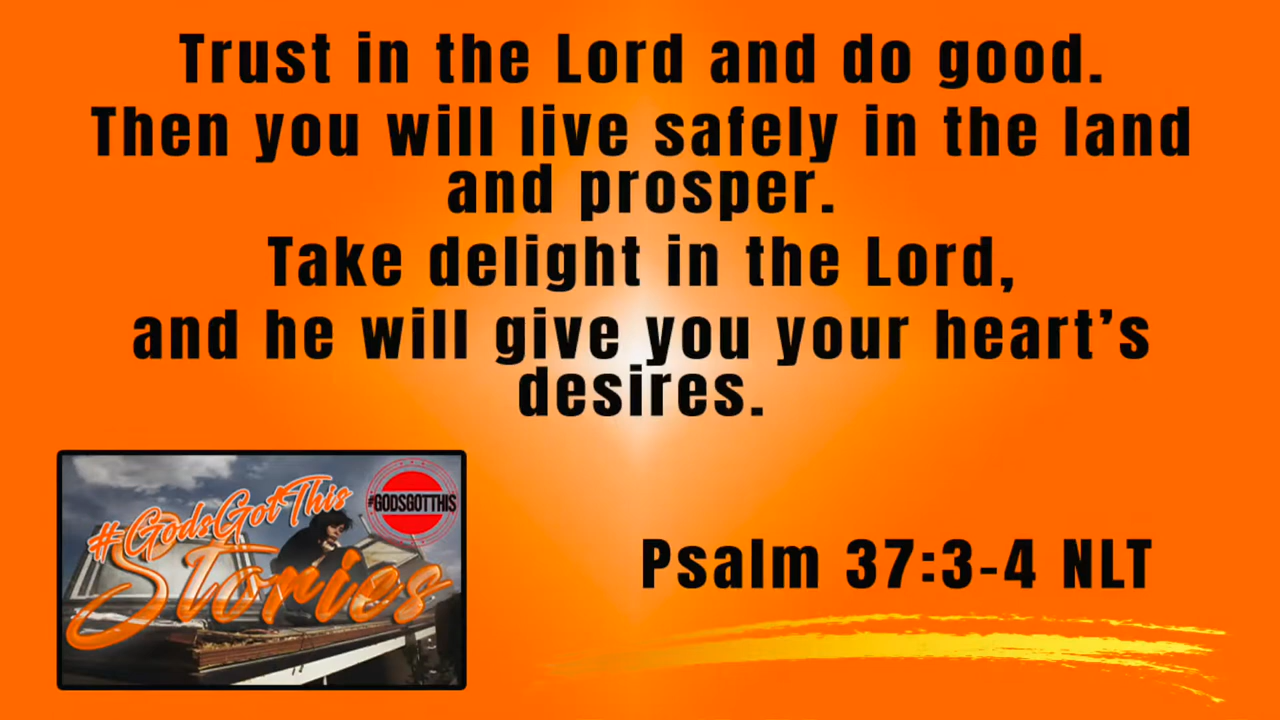 Trust in the Lord and do good.
Then you will live safely in the land
and prosper.
Take delight in the Lord,
and he will give you your heart’s
desires.
#GodsGotThis
Stories
#GODSGOTTHIS
Psalm 37:3-4 NLT